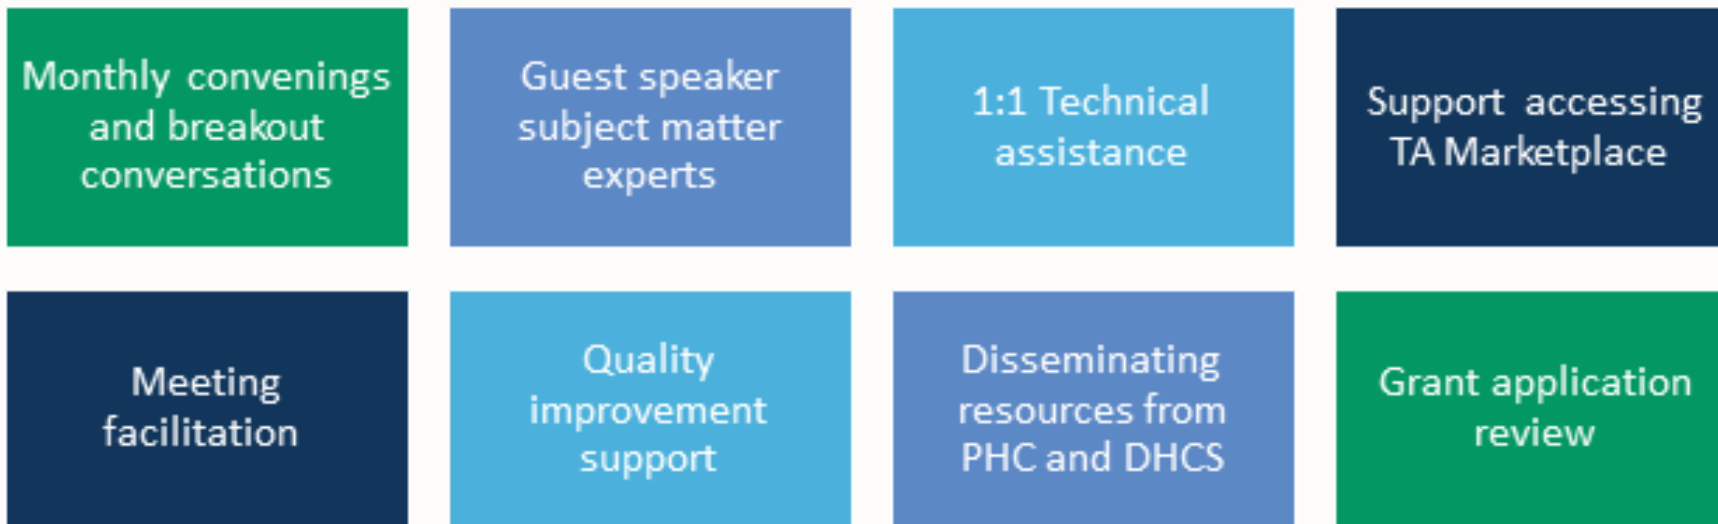 Monthly convenings
and breakout
conversations
Guest speaker
subject matter
experts
1:1 Technical
assistance
Support accessing
TA Marketplace
Meeting
facilitation
Quality
improvement
support
Disseminating
resources from
PHC and DHCS
Grant application
review